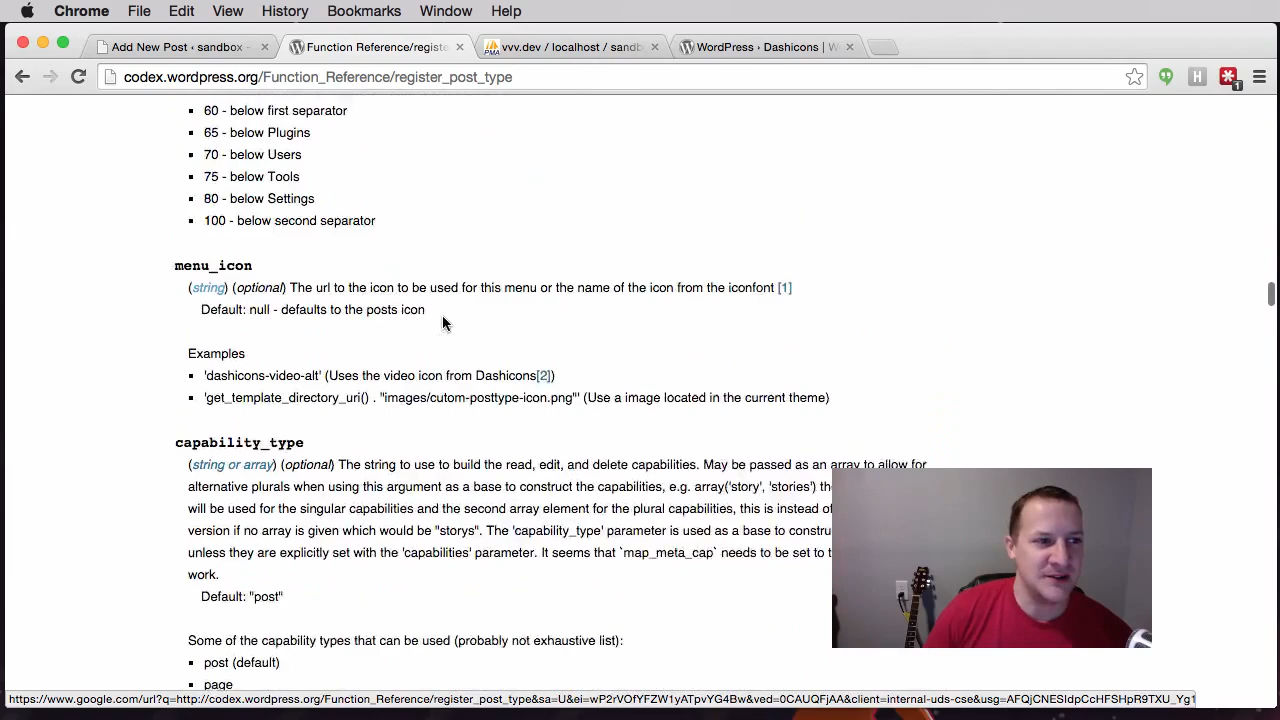 Chrome File Edit View History Bookmarks Window Help
Add New Post ‹ sandbox -
Function Reference/registe
vvv.dev / localhost / sandb
WordPress › Dashicons | W
codex.wordpress.org/Function_Reference/register_post_type
H
1
60 - below first separator
65 - below Plugins
70 - below Users
75 - below Tools
80 - below Settings
100 - below second separator
menu_icon
(string) (optional) The url to the icon to be used for this menu or the name of the icon from the iconfont [1]
Default: null - defaults to the posts icon
Examples
'dashicons-video-alt' (Uses the video icon from Dashicons[2])
'get_template_directory_uri() . "images/cutom-posttype-icon.png"' (Use a image located in the current theme)
capability_type
(string or array) (optional) The string to use to build the read, edit, and delete capabilities. May be passed as an array to allow for
alternative plurals when using this argument as a base to construct the capabilities, e.g. array('story', 'stories') the
will be used for the singular capabilities and the second array element for the plural capabilities, this is instead of
version if no array is given which would be "storys". The 'capability_type' parameter is used as a base to constru
unless they are explicitly set with the 'capabilities' parameter. It seems that `map_meta_cap` needs to be set to t
work.
Default: "post"
Some of the capability types that can be used (probably not exhaustive list):
post (default)
page